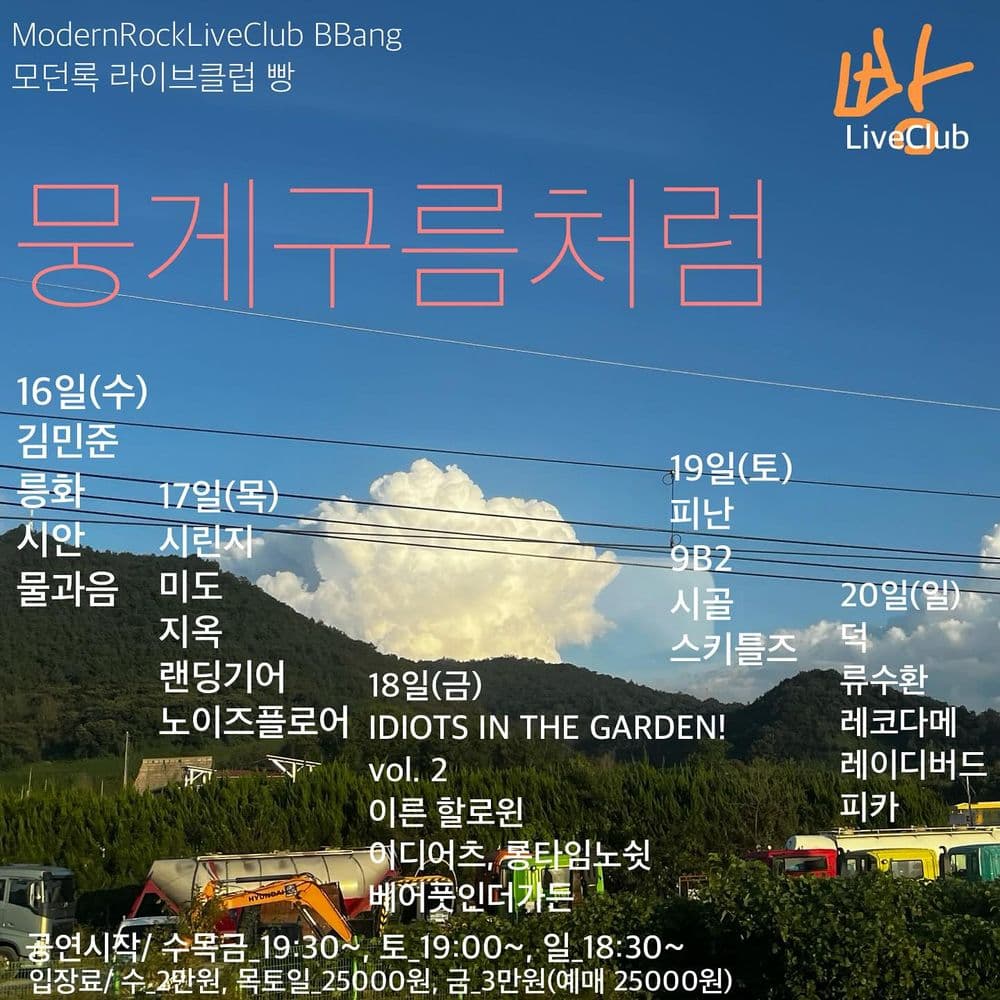 ModernRockLiveClub BBang
모던록 라이브클럽 빵
빵
LiveClub
뭉게구름처럼
16일(수)
김민준
릉화
시안
물과음
17일(목)
시린지
미도
지옥
랜딩기어
노이즈플로어
18일(금)
IDIOTS IN THE GARDEN!
vol. 2
이른 할로윈
이디어츠, 롱타임노쉿
베어풋인더가든
19일(토)
피난
9B2
시골
스키틀즈
20일(일)
덕
류수환
레코다메
레이디버드
피카
HYUNDAI
공연시작/ 수목금_19:30~, 토_19:00~, 일_18:30~
입장료/ 수_2만원, 목토일_25000원, 금_3만원(예매 25000원)